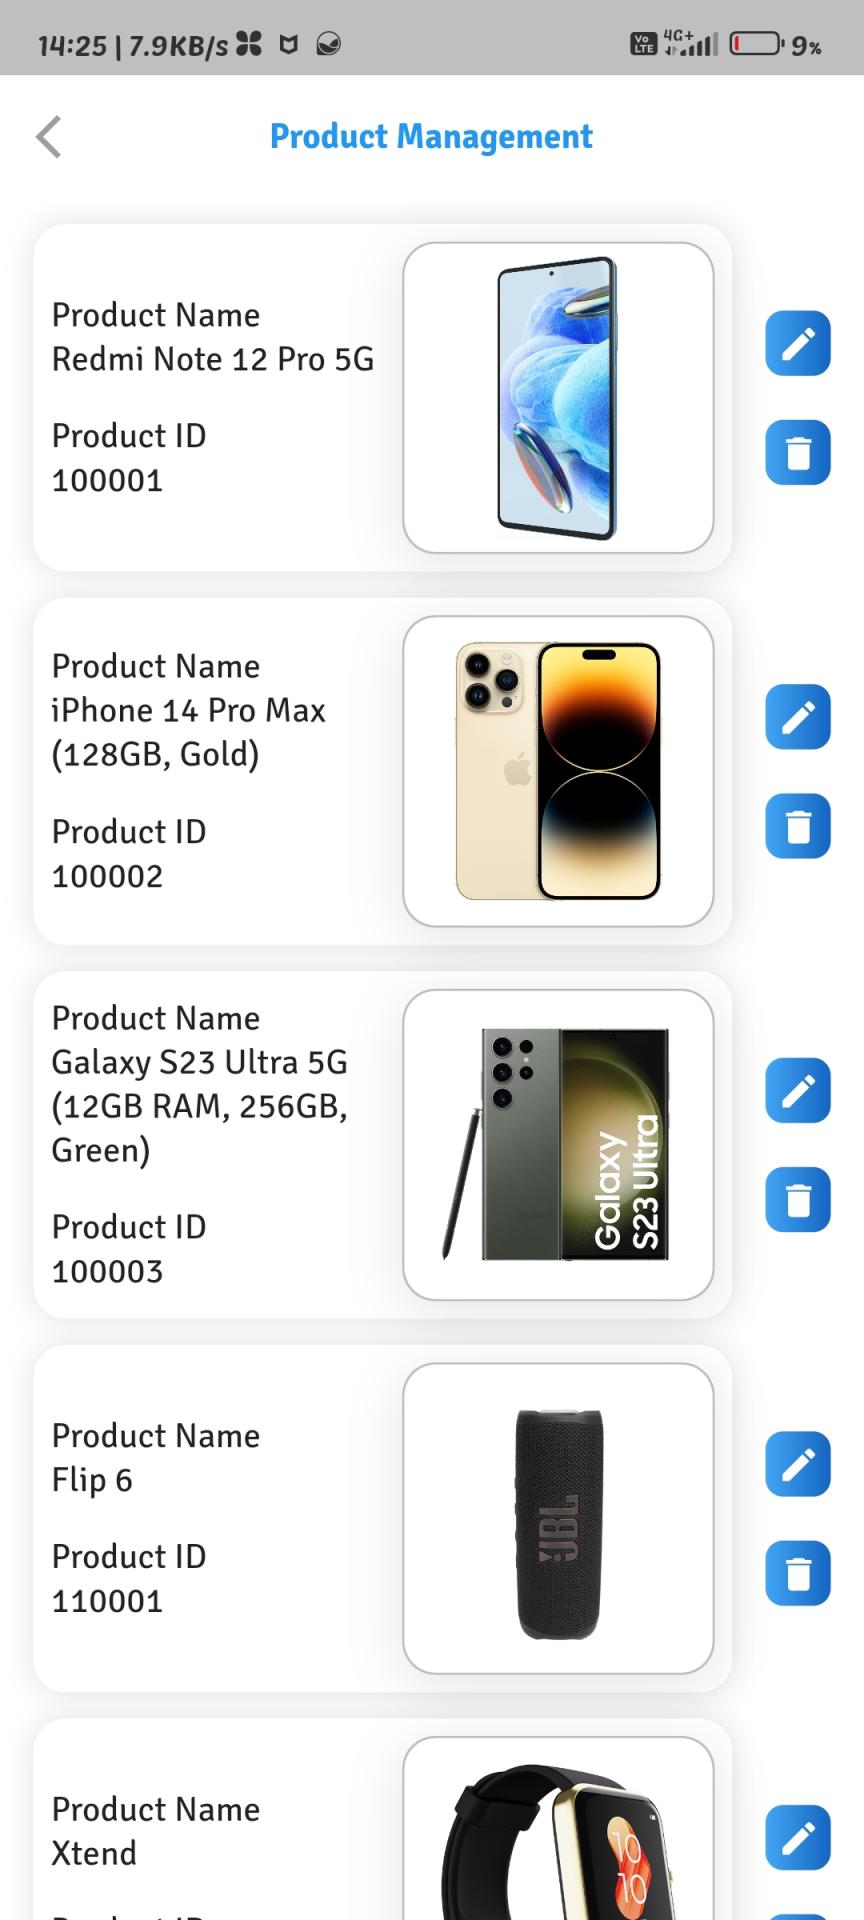 14:25 | 7.9KB/s
Vo
LTE
4G+
9%
Product Management
Product Name
Redmi Note 12 Pro 5G
Product ID
100001
Product Name
iPhone 14 Pro Max
(128GB, Gold)
Product ID
100002
Product Name
Galaxy S23 Ultra 5G
(12GB RAM, 256GB,
Green)
Product ID
100003
Galaxy
S23 Ultra
Product Name
Flip 6
Product ID
110001
JBL
Product Name
Xtend
Product ID
10
10